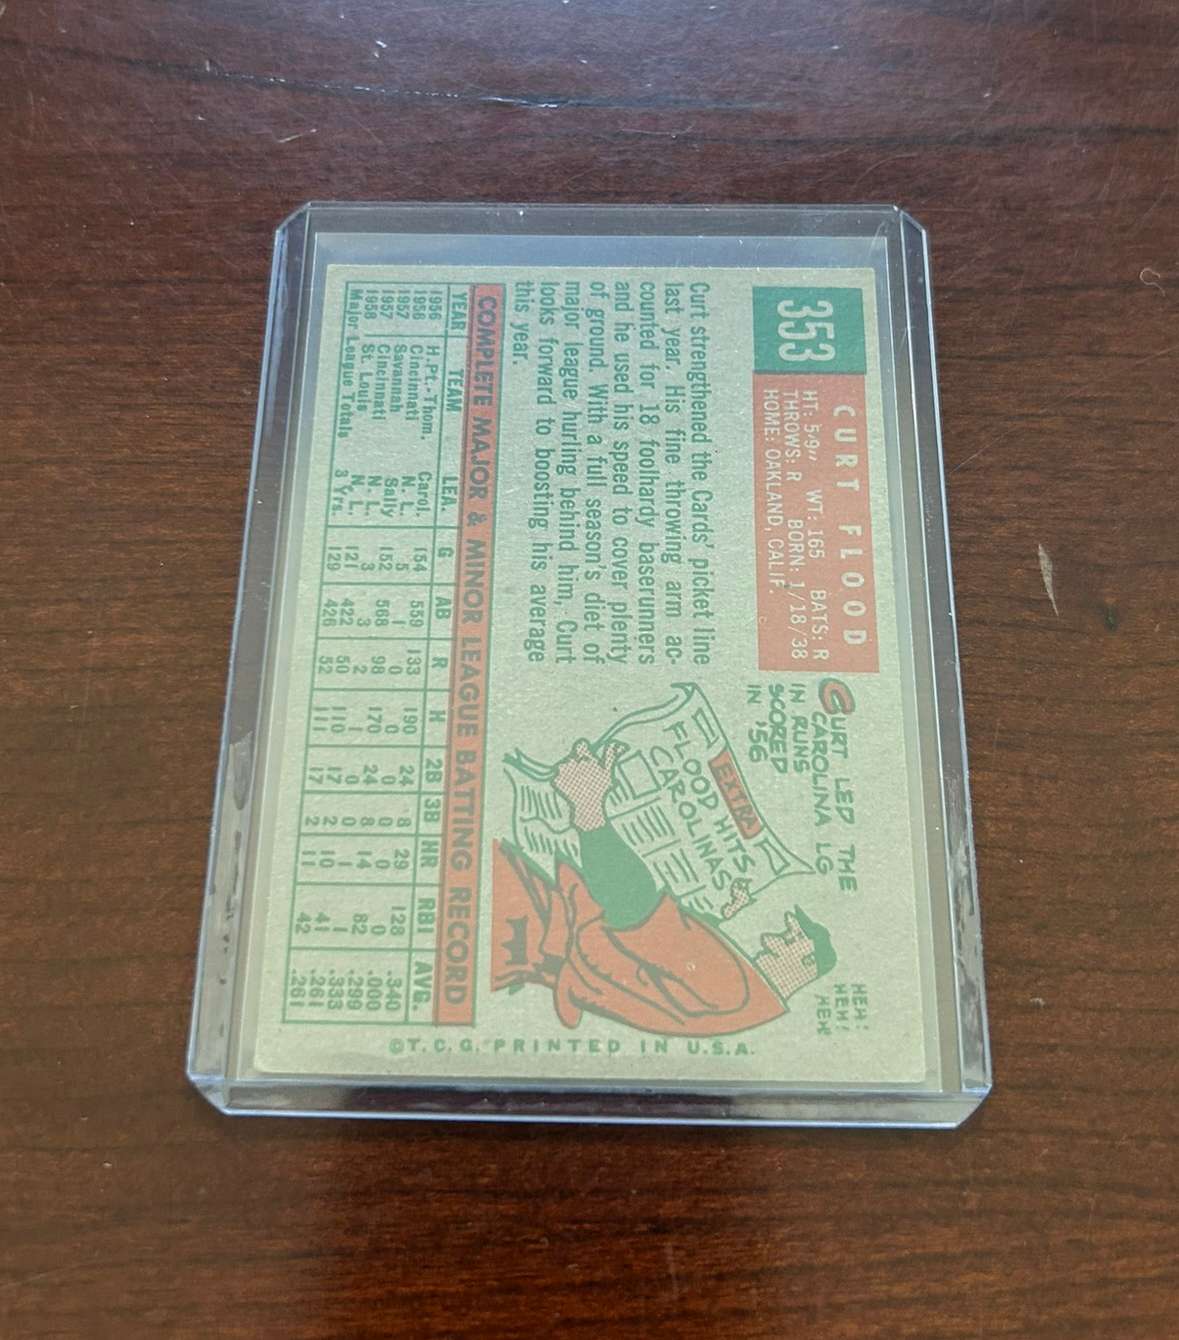 353
CURT FLOOD
HT: 5-9" WT: 165 BATS: R
THROWS: R BORN: 1/18/38
HOME: OAKLAND, CALIF.
Curt strengthened the Cards' picket line
last year. His fine throwing arm ac-
counted for 18 foolhardy baserunners
and he used his speed to cover plenty
of ground. With a full season's diet of
major league hurling behind him, Curt
looks forward to boosting his average
this year.
CURT LED THE
CAROLINA LG
IN RUNS
SCORED
IN '56
EXTRA
FLOOD HITS
CAROLINAS
HEH!
HEH!
HEH
COMPLETE MAJOR & MINOR LEAGUE BATTING RECORD
YEAR TEAM LEA. G AB R H 2B 3B HR RBI AVG.
1956 H.Pt.-Thom. Carol. 154 559 133 190 24 8 29 128 .340
1956 Cincinnati N. L. 5 1 0 0 0 0 0 0 .000
1957 Savannah Sally 152 568 98 170 24 8 14 82 .299
1957 Cincinnati N. L. 3 3 2 1 0 0 1 1 .333
1958 St. Louis N. L. 121 422 50 110 17 2 10 41 .261
Major League Totals 3 Yrs. 129 426 52 111 17 2 11 42 .261
©T. C. G. PRINTED IN U.S.A.